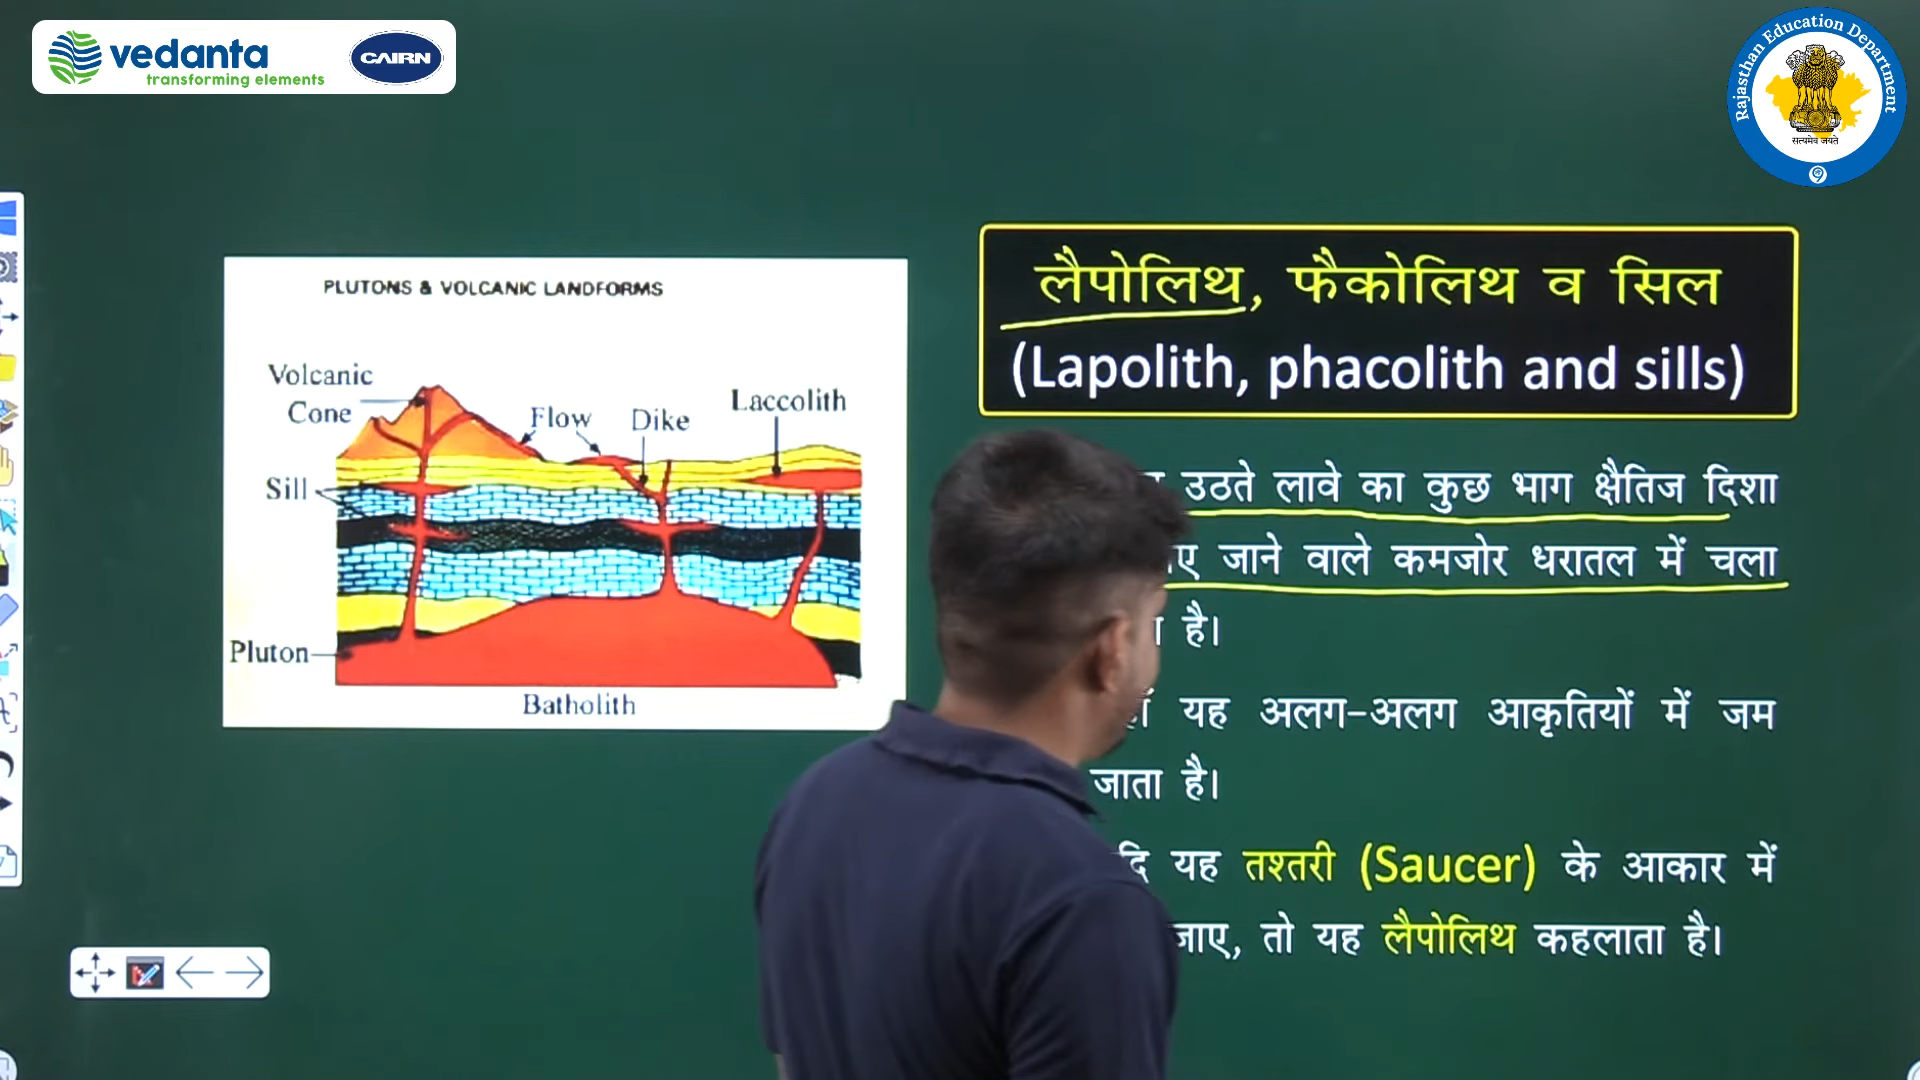 vedanta
transforming elements
CAIRN
Rajasthan Education Department
सत्यमेव जयते
PLUTONS & VOLCANIC LANDFORMS
Volcanic
Cone
Flow
Dike
Laccolith
Sill
Pluton
Batholith
लैपोलिथ, फैकोलिथ व सिल
(Lapolith, phacolith and sills)
उठते लावे का कुछ भाग क्षैतिज दिशा
जाने वाले कमजोर धरातल में चला
है।
यह अलग-अलग आकृतियों में जम
जाता है।
यह तश्तरी (Saucer) के आकार में
जाए, तो यह लैपोलिथ कहलाता है।